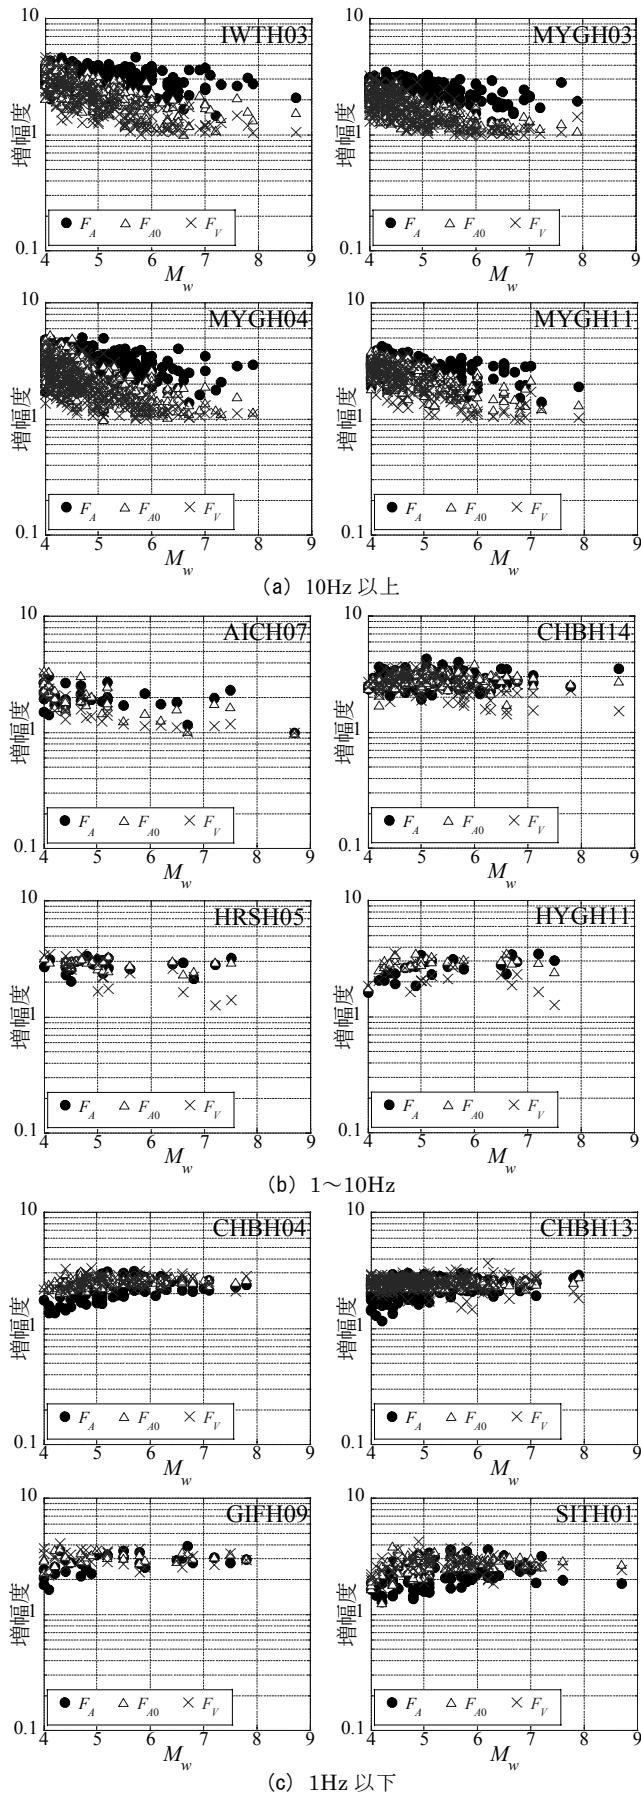 10
IWTH03
増幅度
1
F_A F_A0 F_V
0.1
4 5 6 7 8 9
M_w
10
MYGH03
増幅度
1
F_A F_A0 F_V
0.1
4 5 6 7 8 9
M_w
10
MYGH04
増幅度
1
F_A F_A0 F_V
0.1
4 5 6 7 8 9
M_w
10
MYGH11
増幅度
1
F_A F_A0 F_V
0.1
4 5 6 7 8 9
M_w
(a) 10Hz 以上
10
AICH07
増幅度
1
F_A F_A0 F_V
0.1
4 5 6 7 8 9
M_w
10
CHBH14
増幅度
1
F_A F_A0 F_V
0.1
4 5 6 7 8 9
M_w
10
HRSH05
増幅度
1
F_A F_A0 F_V
0.1
4 5 6 7 8 9
M_w
10
HYGH11
増幅度
1
F_A F_A0 F_V
0.1
4 5 6 7 8 9
M_w
(b) 1～10Hz
10
CHBH04
増幅度
1
F_A F_A0 F_V
0.1
4 5 6 7 8 9
M_w
10
CHBH13
増幅度
1
F_A F_A0 F_V
0.1
4 5 6 7 8 9
M_w
10
GIFH09
増幅度
1
F_A F_A0 F_V
0.1
4 5 6 7 8 9
M_w
10
SITH01
増幅度
1
F_A F_A0 F_V
0.1
4 5 6 7 8 9
M_w
(c) 1Hz 以下